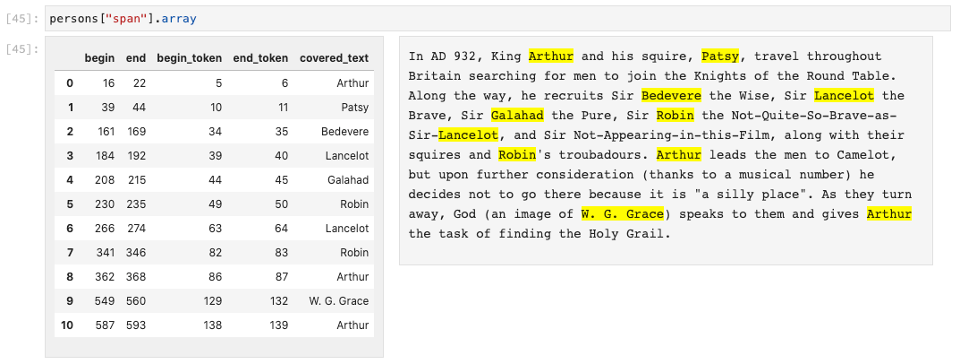 [45]: persons["span"].array
[45]:
begin end begin_token end_token covered_text
0 16 22 5 6 Arthur
1 39 44 10 11 Patsy
2 161 169 34 35 Bedevere
3 184 192 39 40 Lancelot
4 208 215 44 45 Galahad
5 230 235 49 50 Robin
6 266 274 63 64 Lancelot
7 341 346 82 83 Robin
8 362 368 86 87 Arthur
9 549 560 129 132 W. G. Grace
10 587 593 138 139 Arthur
In AD 932, King Arthur and his squire, Patsy, travel throughout
Britain searching for men to join the Knights of the Round Table.
Along the way, he recruits Sir Bedevere the Wise, Sir Lancelot the
Brave, Sir Galahad the Pure, Sir Robin the Not-Quite-So-Brave-as-
Sir-Lancelot, and Sir Not-Appearing-in-this-Film, along with their
squires and Robin's troubadours. Arthur leads the men to Camelot,
but upon further consideration (thanks to a musical number) he
decides not to go there because it is "a silly place". As they turn
away, God (an image of W. G. Grace) speaks to them and gives Arthur
the task of finding the Holy Grail.